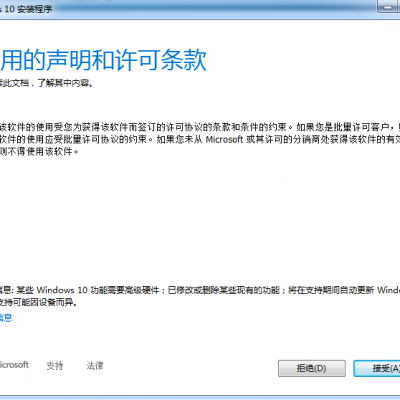 s 10 安装程序
用的声明和许可条款
读此文档，了解其中内容。
该软件的使用受您为获得该软件而签订的许可协议的条款和条件的约束。如果您是批量许可客户，
软件的使用应受批量许可协议的约束。如果您未从 Microsoft 或其许可的分销商处获得该软件的有效
则不得使用该软件。
信息: 某些 Windows 10 功能需要高级硬件；已修改或删除某些现有的功能；将在支持期间自动更新 Windo
支持可能因设备而异。
信息
icrosoft 支持 法律 拒绝(D) 接受(A)